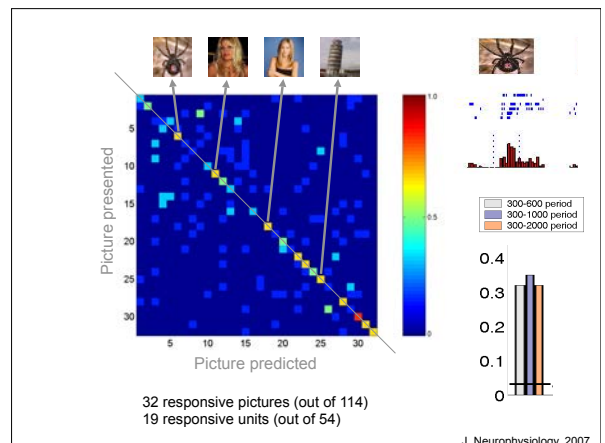 Picture presented
5
10
15
20
25
30
5 10 15 20 25 30
Picture predicted
1.0
0.5
0
32 responsive pictures (out of 114)
19 responsive units (out of 54)
300-600 period
300-1000 period
300-2000 period
0.4
0.3
0.2
0.1
0
J. Neurophysiology, 2007